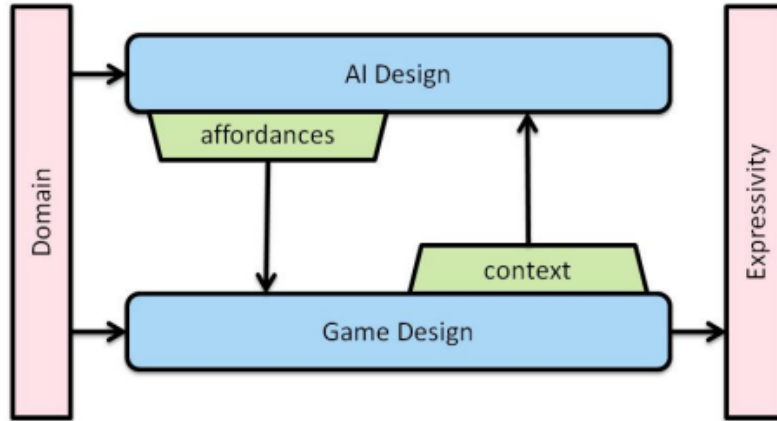 Domain
AI Design
affordances
context
Game Design
Expressivity